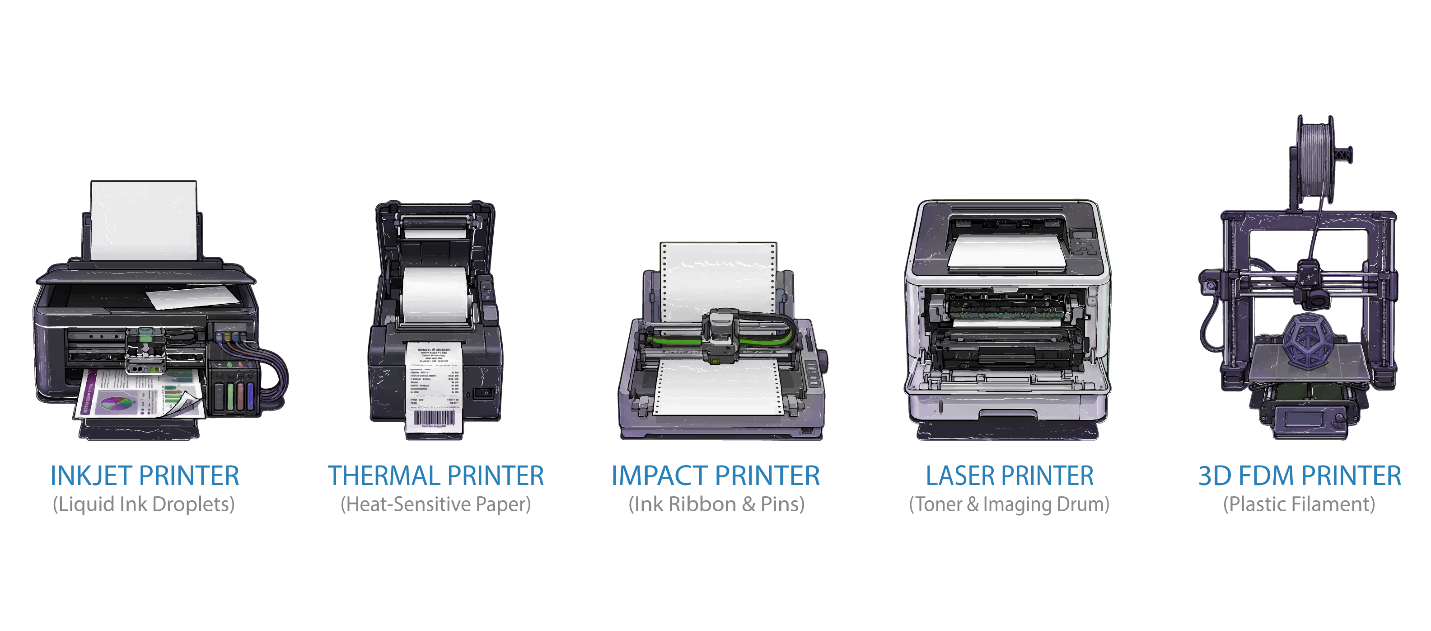 INKJET PRINTER
(Liquid Ink Droplets)
THERMAL PRINTER
(Heat-Sensitive Paper)
IMPACT PRINTER
(Ink Ribbon & Pins)
LASER PRINTER
(Toner & Imaging Drum)
3D FDM PRINTER
(Plastic Filament)